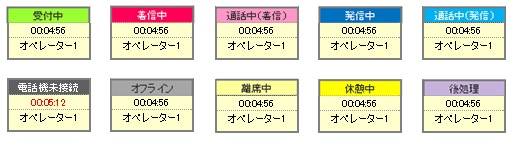 受付中
00:04:56
オペレーター1
着信中
00:04:56
オペレーター1
通話中(着信)
00:04:56
オペレーター1
発信中
00:04:56
オペレーター1
通話中(発信)
00:04:56
オペレーター1
電話機未接続
00:05:12
オペレーター1
オフライン
00:04:56
オペレーター1
離席中
00:04:56
オペレーター1
休憩中
00:04:56
オペレーター1
後処理
00:04:56
オペレーター1